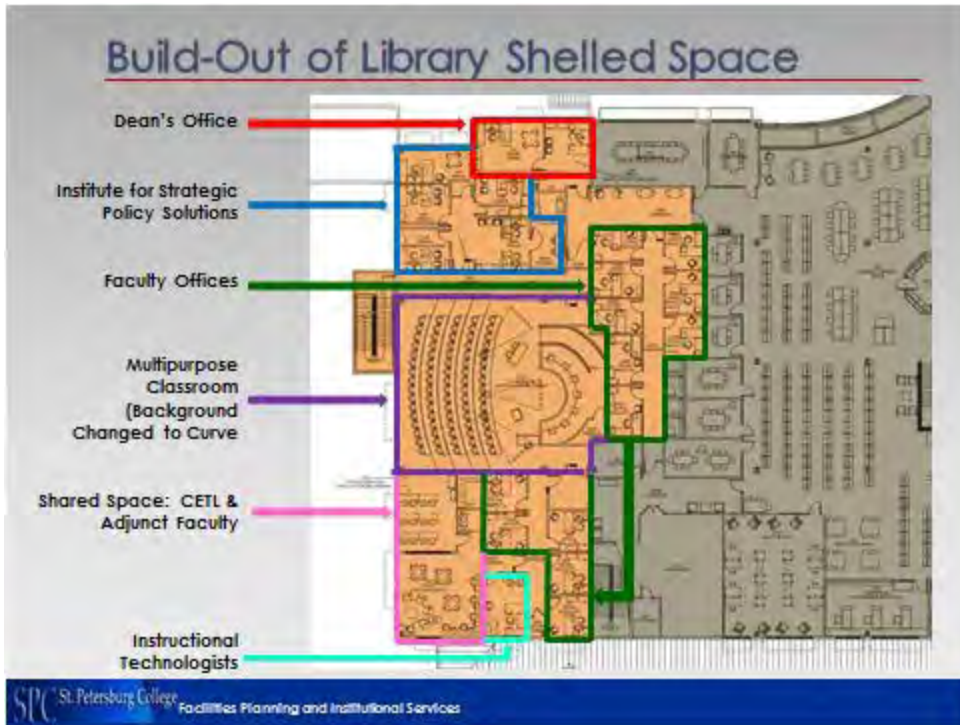 Build-Out of Library Shelled Space
Dean's Office
Institute for Strategic
Policy Solutions
Faculty Offices
Multipurpose
Classroom
(Background
Changed to Curve
Shared Space: CETL &
Adjunct Faculty
Instructional
Technologists
SPC St. Petersburg College Facilities Planning and Institutional Services